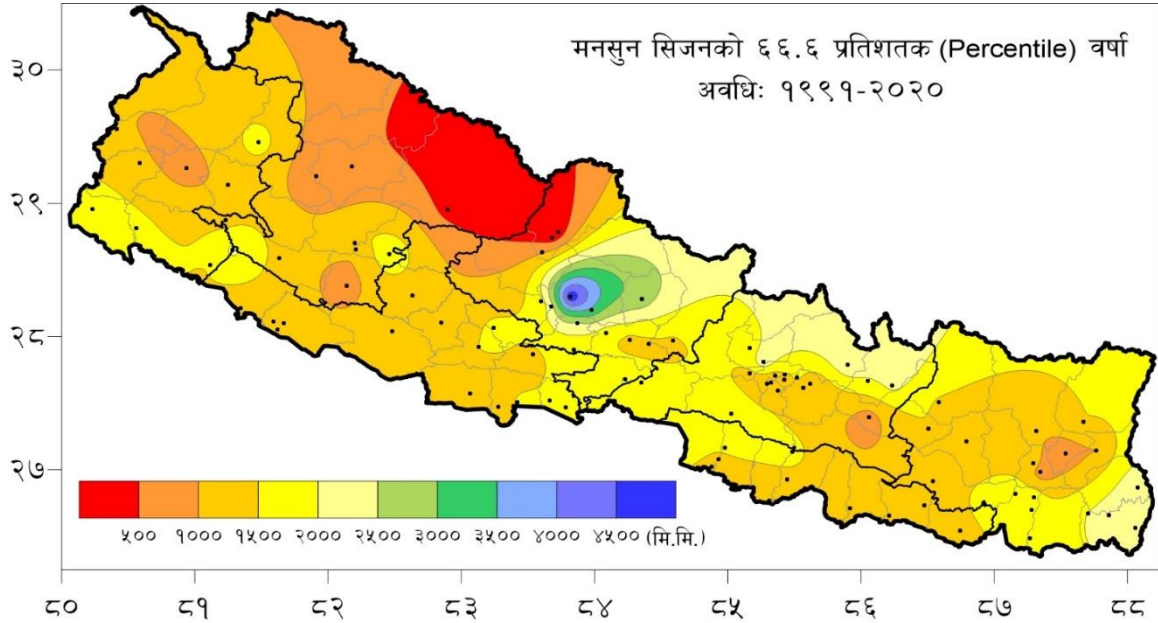 मनसुन सिजनको ६६.६ प्रतिशतक (Percentile) वर्षा
अवधिः १९९१-२०२०
३०
२९
२८
२७
५०० १००० १५०० २००० २५०० ३००० ३५०० ४००० ४५०० (मि.मि.)
८० ८१ ८२ ८३ ८४ ८५ ८६ ८७ ८८